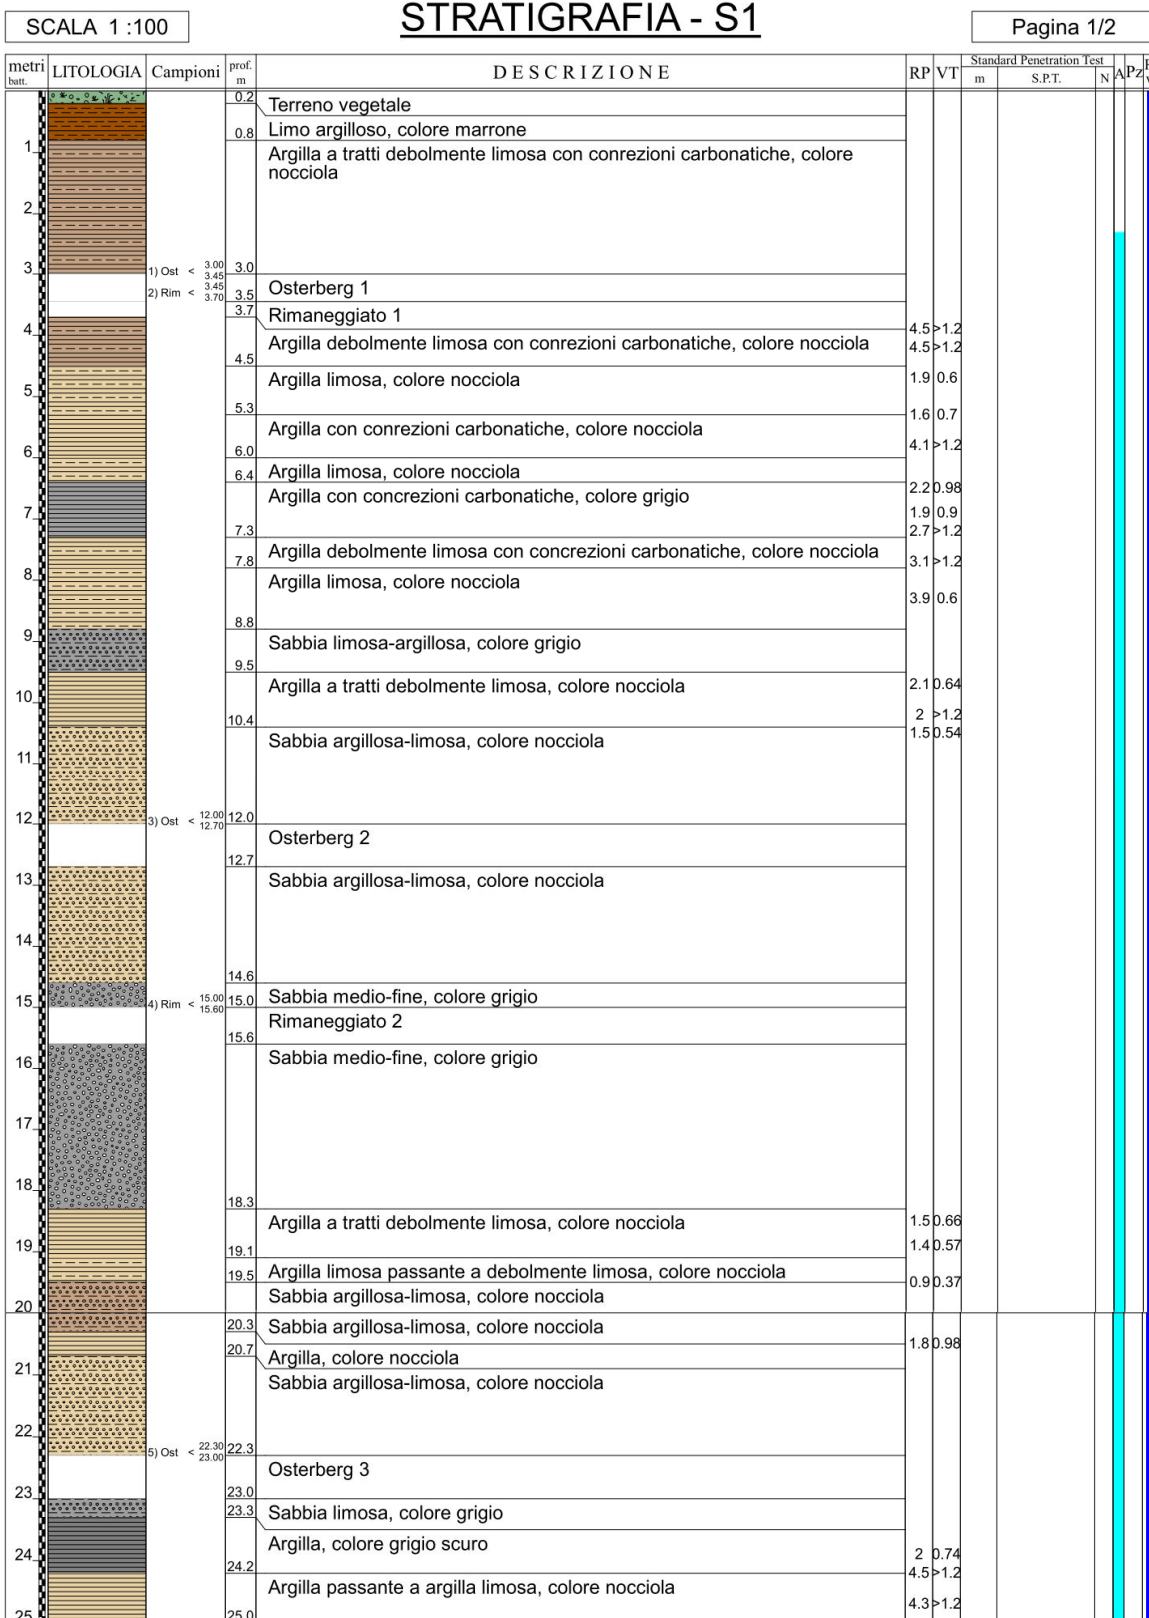 SCALA 1 :100
STRATIGRAFIA - S1
Pagina 1/2
metri batt.
LITOLOGIA
Campioni
prof. m
DESCRIZIONE
RP
VT
Standard Penetration Test
m
S.P.T.
N
A
Pz
0.2
Terreno vegetale
0.8
Limo argilloso, colore marrone
1
Argilla a tratti debolmente limosa con conrezioni carbonatiche, colore
nocciola
2
3
1) Ost < 3.00 3.45
3.0
2) Rim < 3.45 3.70
3.5
Osterberg 1
3.7
Rimaneggiato 1
4
4.5 >1.2
Argilla debolmente limosa con conrezioni carbonatiche, colore nocciola
4.5 >1.2
4.5
Argilla limosa, colore nocciola
1.9 0.6
5
5.3
1.6 0.7
Argilla con conrezioni carbonatiche, colore nocciola
4.1 >1.2
6
6.0
6.4
Argilla limosa, colore nocciola
2.2 0.98
Argilla con concrezioni carbonatiche, colore grigio
1.9 0.9
7
7.3
2.7 >1.2
Argilla debolmente limosa con concrezioni carbonatiche, colore nocciola
7.8
3.1 >1.2
8
Argilla limosa, colore nocciola
3.9 0.6
8.8
9
Sabbia limosa-argillosa, colore grigio
9.5
Argilla a tratti debolmente limosa, colore nocciola
2.1 0.64
10
2 >1.2
10.4
1.5 0.54
Sabbia argillosa-limosa, colore nocciola
11
12
3) Ost < 12.00 12.70
12.0
Osterberg 2
12.7
13
Sabbia argillosa-limosa, colore nocciola
14
14.6
15
4) Rim < 15.00 15.60
15.0
Sabbia medio-fine, colore grigio
Rimaneggiato 2
15.6
16
Sabbia medio-fine, colore grigio
17
18
18.3
Argilla a tratti debolmente limosa, colore nocciola
1.5 0.66
19
19.1
1.4 0.57
19.5
Argilla limosa passante a debolmente limosa, colore nocciola
0.9 0.37
Sabbia argillosa-limosa, colore nocciola
20
20.3
Sabbia argillosa-limosa, colore nocciola
1.8 0.98
20.7
Argilla, colore nocciola
21
Sabbia argillosa-limosa, colore nocciola
22
5) Ost < 22.30 23.00
22.3
Osterberg 3
23
23.0
23.3
Sabbia limosa, colore grigio
Argilla, colore grigio scuro
24
2 0.74
24.2
4.5 >1.2
Argilla passante a argilla limosa, colore nocciola
4.3 >1.2
25
25.0